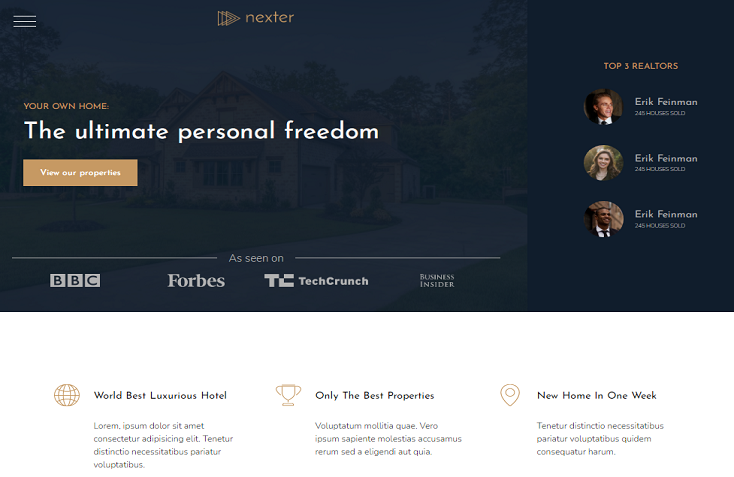 nexter
YOUR OWN HOME:
The ultimate personal freedom
View our properties
As seen on
BBC
Forbes
TC TechCrunch
BUSINESS
INSIDER
TOP 3 REALTORS
Erik Feinman
245 HOUSES SOLD
Erik Feinman
245 HOUSES SOLD
Erik Feinman
245 HOUSES SOLD
World Best Luxurious Hotel
Lorem, ipsum dolor sit amet
consectetur adipisicing elit. Tenetur
distinctio necessitatibus pariatur
voluptatibus.
Only The Best Properties
Voluptatum mollitia quae. Vero
ipsum sapiente molestias accusamus
rerum sed a eligendi aut quia.
New Home In One Week
Tenetur distinctio necessitatibus
pariatur voluptatibus quidem
consequatur harum.